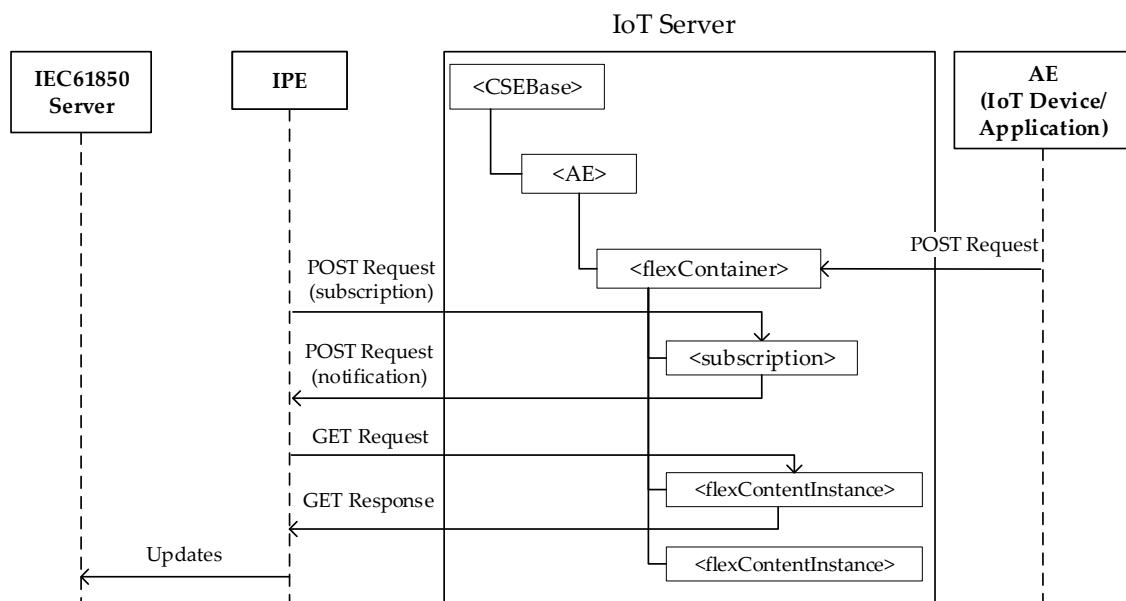 IoT Server
IEC61850
Server
IPE
AE
(IoT Device/
Application)
<CSEBase>
<AE>
POST Request
<flexContainer>
POST Request
(subscription)
<subscription>
POST Request
(notification)
GET Request
<flexContentInstance>
GET Response
<flexContentInstance>
Updates